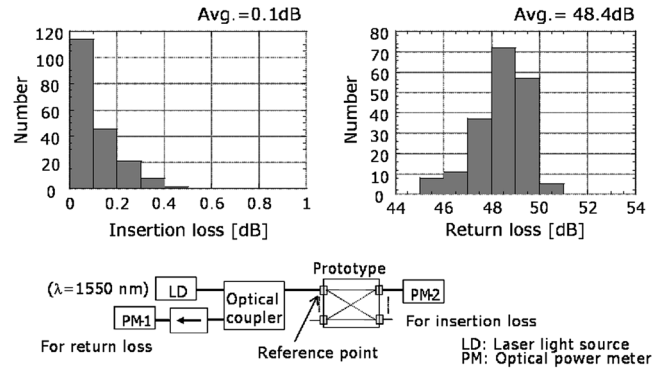 Avg.=0.1dB
Number
120
100
80
60
40
20
0
0 0.2 0.4 0.6 0.8 1
Insertion loss [dB]
Avg.= 48.4dB
Number
80
70
60
50
40
30
20
10
0
44 46 48 50 52 54
Return loss [dB]
Prototype
(λ=1550 nm)
LD
Optical
coupler
PM-2
PM-1
For insertion loss
For return loss
Reference point
LD: Laser light source
PM: Optical power meter